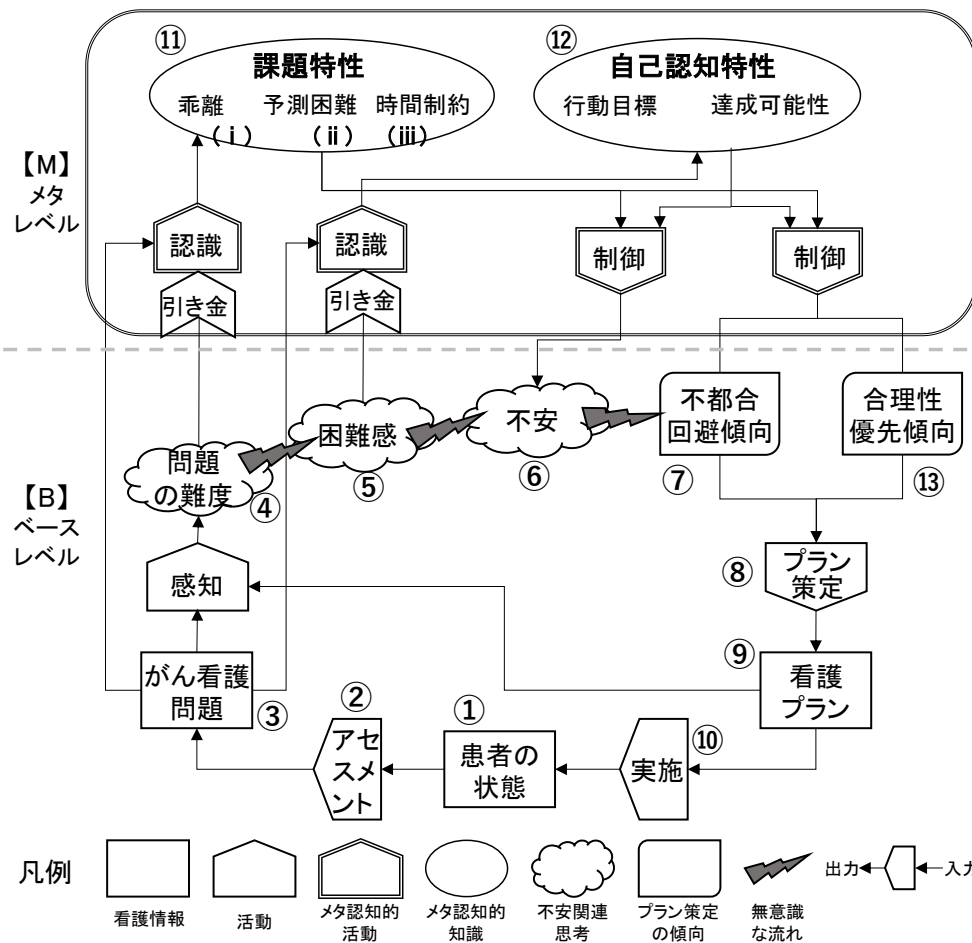 ⑪
課題特性
乖離 予測困難 時間制約
(ⅰ) (ⅱ) (ⅲ)
⑫
自己認知特性
行動目標 達成可能性
【M】
メタ
レベル
認識
引き金
認識
引き金
制御
制御
不都合
回避傾向
⑦
合理性
優先傾向
⑬
不安
⑥
困難感
⑤
問題
の難度
④
【B】
ベース
レベル
感知
⑧
プラン
策定
⑨
看護
プラン
がん看護
問題
③
②
アセスメント
①
患者の
状態
⑩
実施
凡例
看護情報
活動
メタ認知的
活動
メタ認知的
知識
不安関連
思考
プラン策定
の傾向
無意識
な流れ
出力
入力